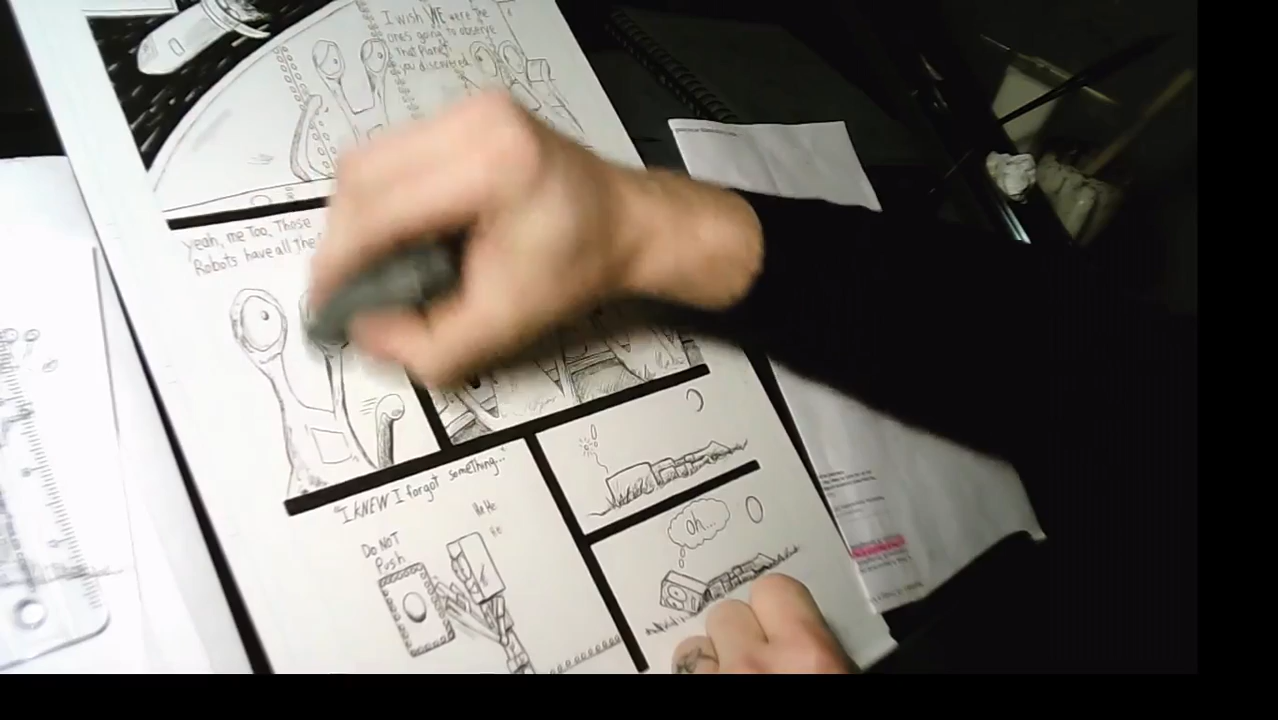 I wish WE were the
ones going to observe
That Planet
you discovered.
yeah, me Too, Those
Robots have all The
"I KNEW I forgot something..."
HeHe
He
DO NOT
Push
oh...